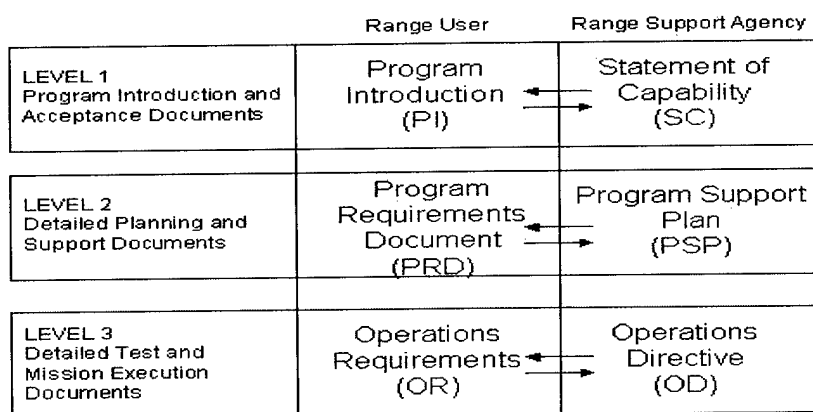 Range User
Range Support Agency
LEVEL 1
Program Introduction and
Acceptance Documents
Program
Introduction
(PI)
Statement of
Capability
(SC)
LEVEL 2
Detailed Planning and
Support Documents
Program
Requirements
Document
(PRD)
Program Support
Plan
(PSP)
LEVEL 3
Detailed Test and
Mission Execution
Documents
Operations
Requirements
(OR)
Operations
Directive
(OD)